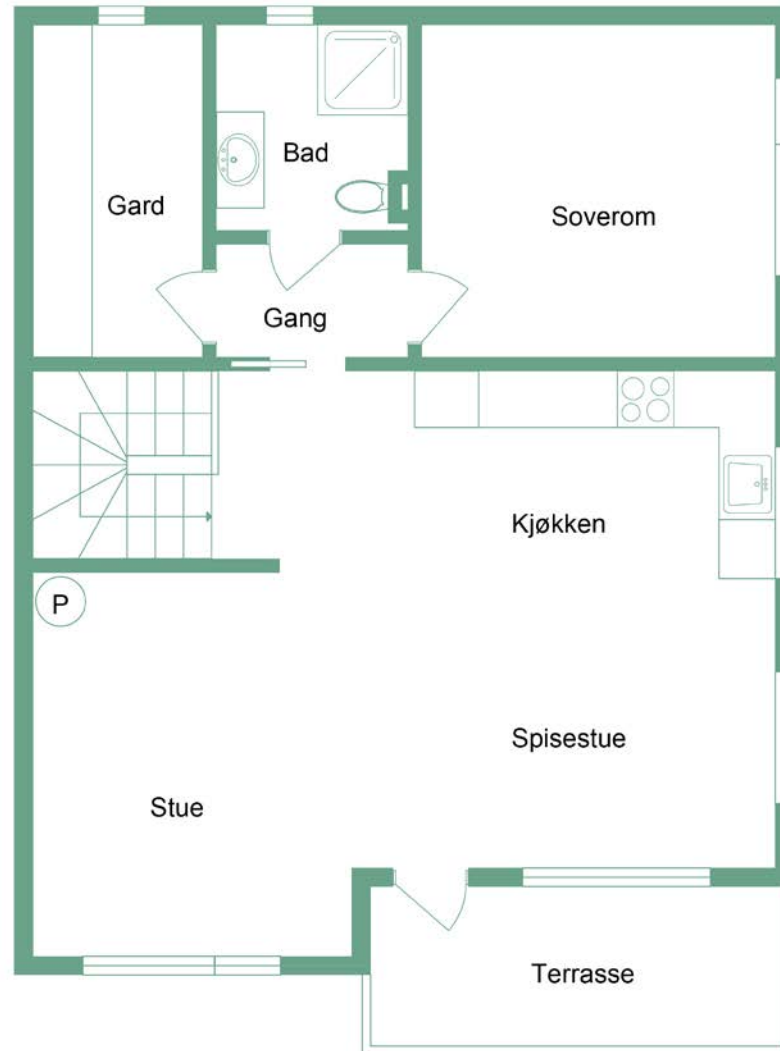 Bad
Gard
Soverom
Gang
Kjøkken
P
Spisestue
Stue
Terrasse